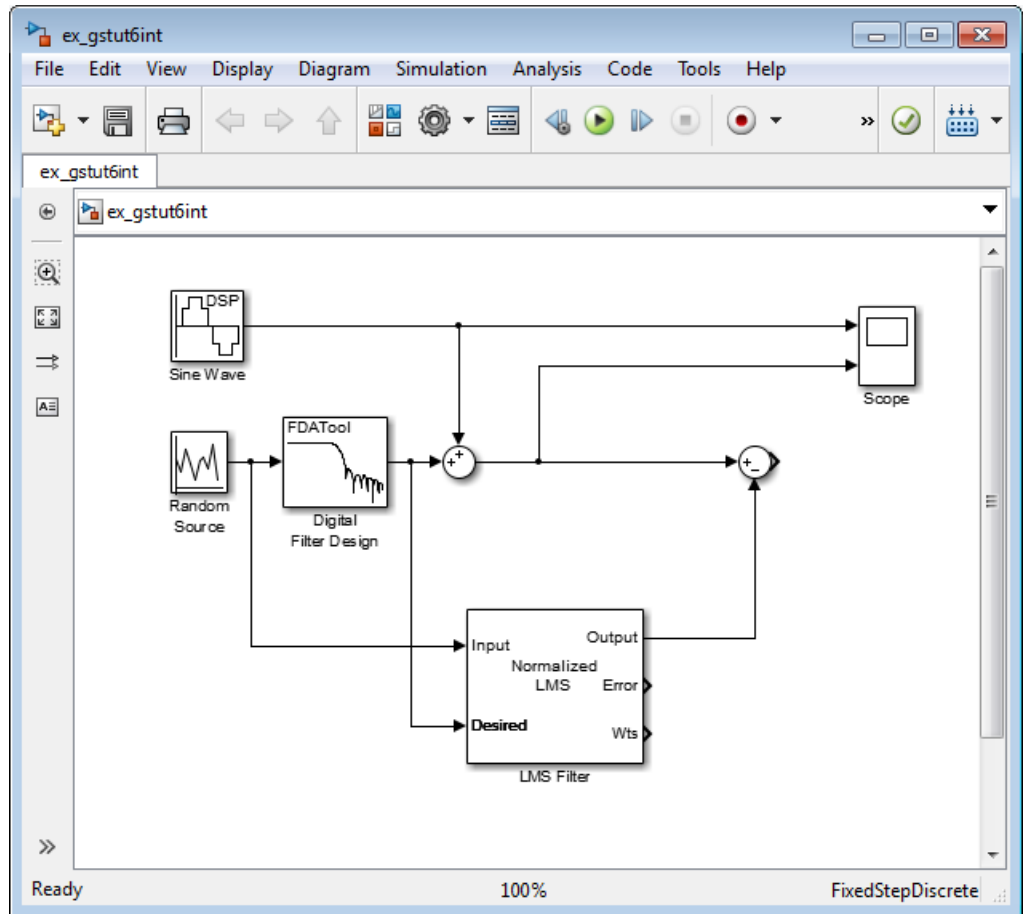 ex_gstut6int
File Edit View Display Diagram Simulation Analysis Code Tools Help
»
ex_gstut6int
ex_gstut6int
DSP
Sine Wave
Scope
FDATool
Random
Source
Digital
Filter Design
Input
Output
Normalized
LMS
Error
Desired
Wts
LMS Filter
A
»
Ready 100% FixedStepDiscrete